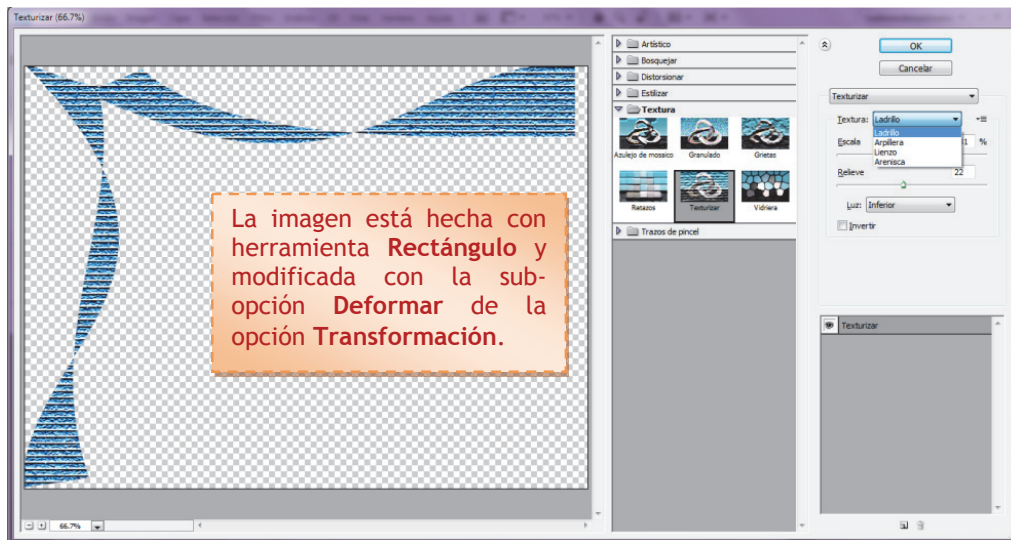 Texturizar (66.7%)
La imagen está hecha con
herramienta Rectángulo y
modificada con la sub-
opción Deformar de la
opción Transformación.
66.7%
Artístico
Bosquejar
Distorsionar
Estilizar
Textura
Azulejo de mosaico Granulado Grietas
Retazos Texturizar Vidriera
Trazos de pincel
OK
Cancelar
Texturizar
Textura: Ladrillo
Ladrillo
Arpillera
Lienzo
Arenisca
Escala %
Relieve 22
Luz: Inferior
Invertir
Texturizar